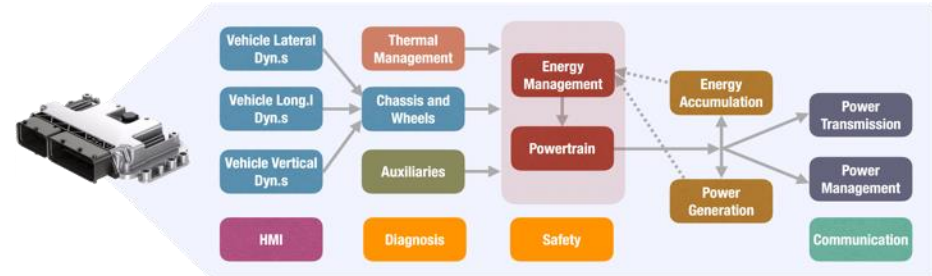 Vehicle Lateral
Dyn.s
Vehicle Long.l
Dyn.s
Vehicle Vertical
Dyn.s
HMI
Thermal
Management
Chassis and
Wheels
Auxiliaries
Diagnosis
Energy
Management
Powertrain
Safety
Energy
Accumulation
Power
Generation
Power
Transmission
Power
Management
Communication